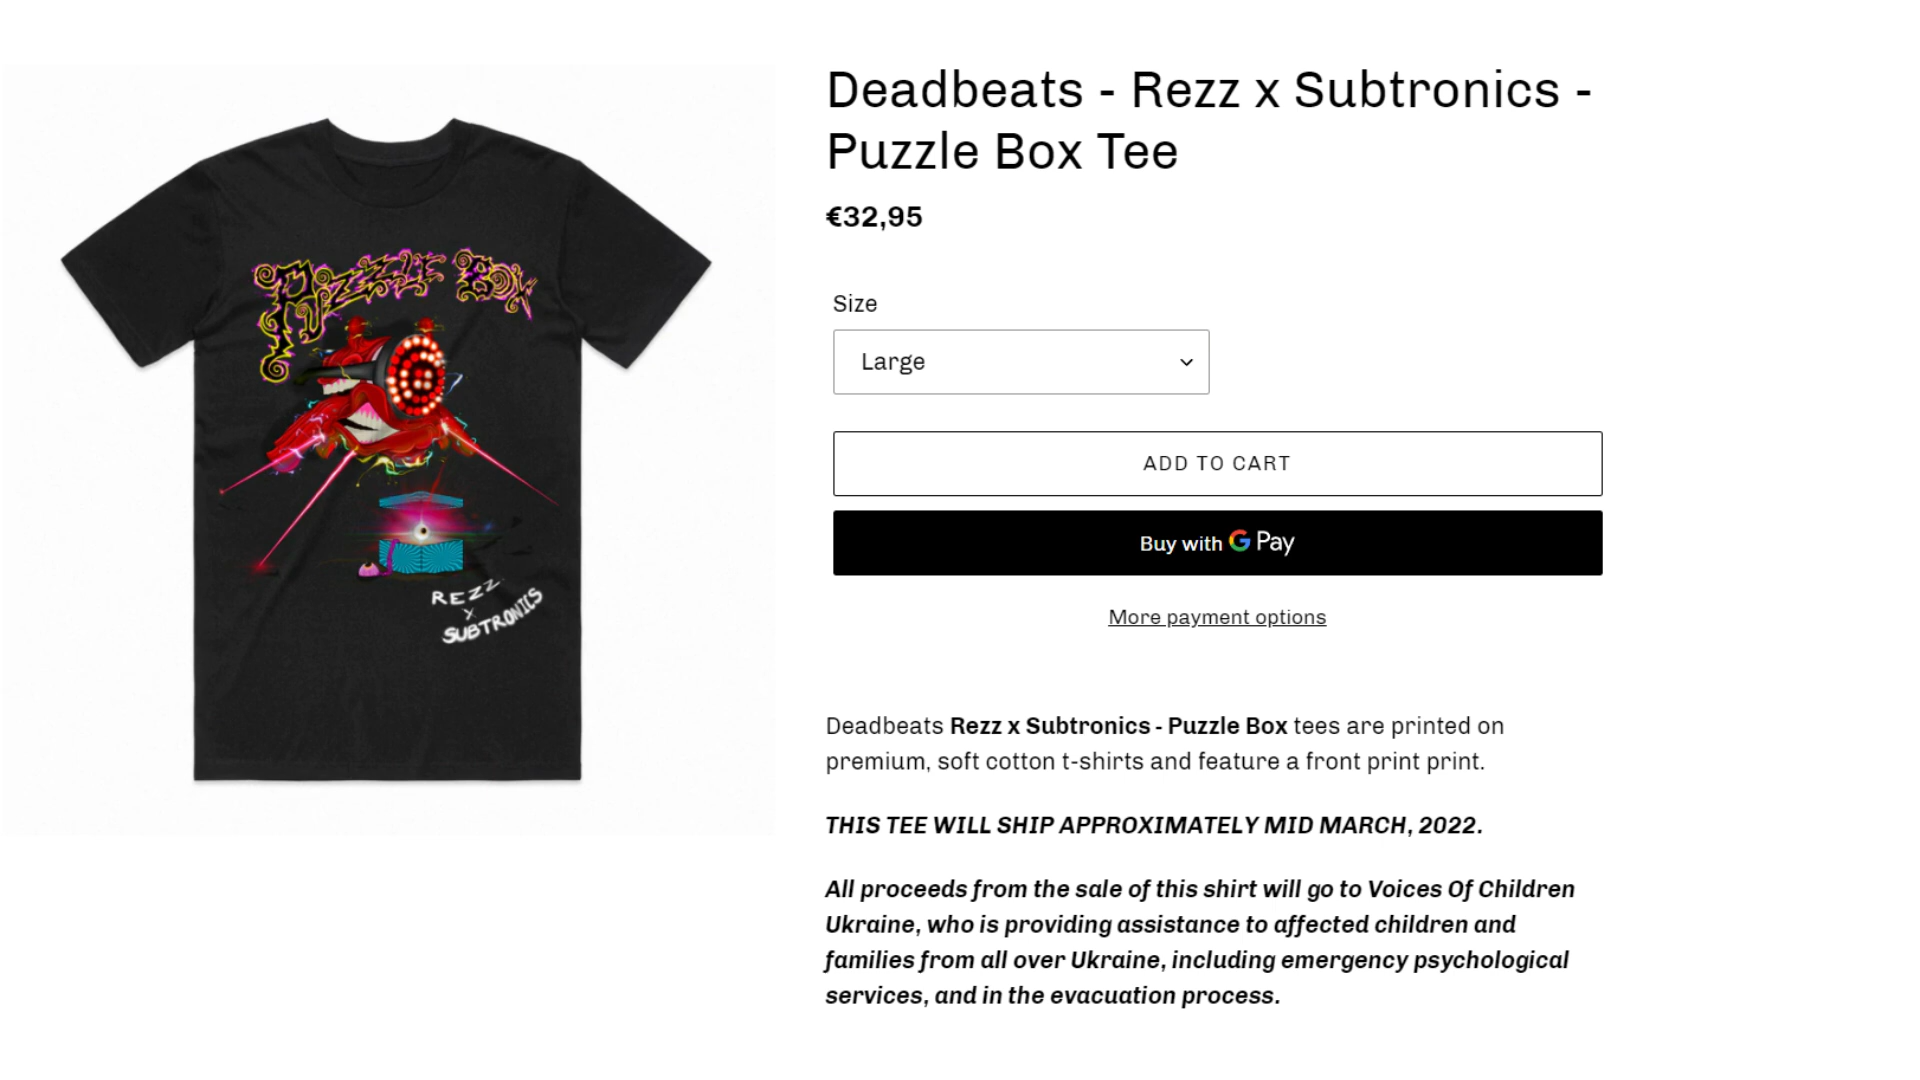 Deadbeats - Rezz x Subtronics -
Puzzle Box Tee
€32,95
Size
Large
ADD TO CART
Buy with G Pay
More payment options
Deadbeats Rezz x Subtronics - Puzzle Box tees are printed on
premium, soft cotton t-shirts and feature a front print print.
THIS TEE WILL SHIP APPROXIMATELY MID MARCH, 2022.
All proceeds from the sale of this shirt will go to Voices Of Children
Ukraine, who is providing assistance to affected children and
families from all over Ukraine, including emergency psychological
services, and in the evacuation process.
PUZZLE BOX
REZZ
X
SUBTRONICS